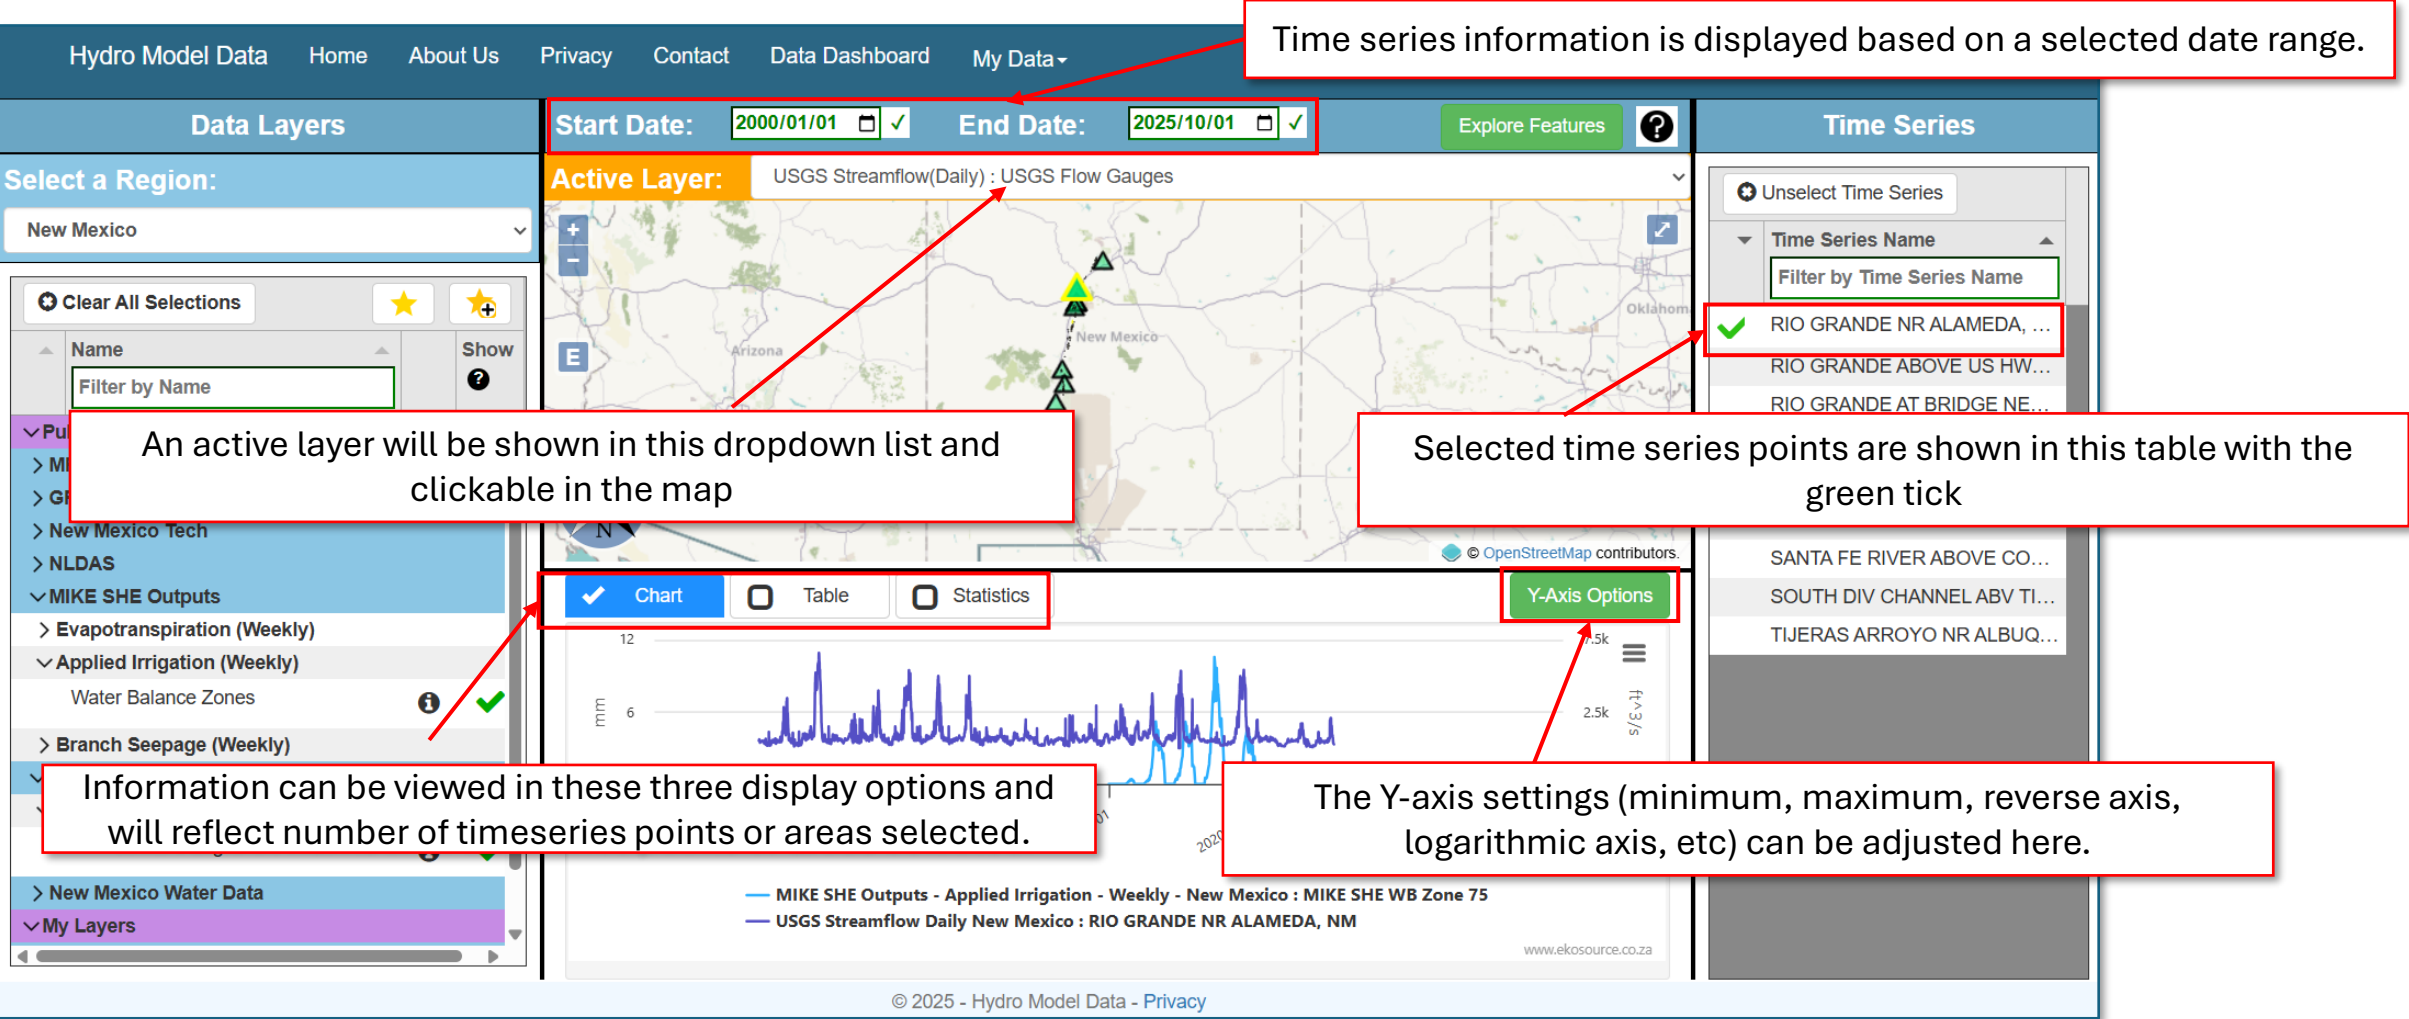 Time series information is displayed based on a selected date range.
Hydro Model Data Home About Us Privacy Contact Data Dashboard My Data
Data Layers
Start Date: 2000/01/01 End Date: 2025/10/01 Explore Features ?
Time Series
Select a Region:
New Mexico
Active Layer: USGS Streamflow(Daily) : USGS Flow Gauges
Clear All Selections
Name
Show
Filter by Name
?
+
−
E
Arizona
New Mexico
Oklahom
N
© OpenStreetMap contributors.
Unselect Time Series
Time Series Name
Filter by Time Series Name
RIO GRANDE NR ALAMEDA, ...
RIO GRANDE ABOVE US HW...
RIO GRANDE AT BRIDGE NE...
An active layer will be shown in this dropdown list and
clickable in the map
Selected time series points are shown in this table with the
green tick
New Mexico Tech
NLDAS
MIKE SHE Outputs
Evapotranspiration (Weekly)
Applied Irrigation (Weekly)
Water Balance Zones
Branch Seepage (Weekly)
SANTA FE RIVER ABOVE CO...
SOUTH DIV CHANNEL ABV TI...
TIJERAS ARROYO NR ALBUQ...
Chart Table Statistics Y-Axis Options
12
6
mm
2.5k
ft^3/s
Information can be viewed in these three display options and
will reflect number of timeseries points or areas selected.
The Y-axis settings (minimum, maximum, reverse axis,
logarithmic axis, etc) can be adjusted here.
New Mexico Water Data
My Layers
MIKE SHE Outputs - Applied Irrigation - Weekly - New Mexico : MIKE SHE WB Zone 75
USGS Streamflow Daily New Mexico : RIO GRANDE NR ALAMEDA, NM
www.ekosource.co.za
© 2025 - Hydro Model Data - Privacy